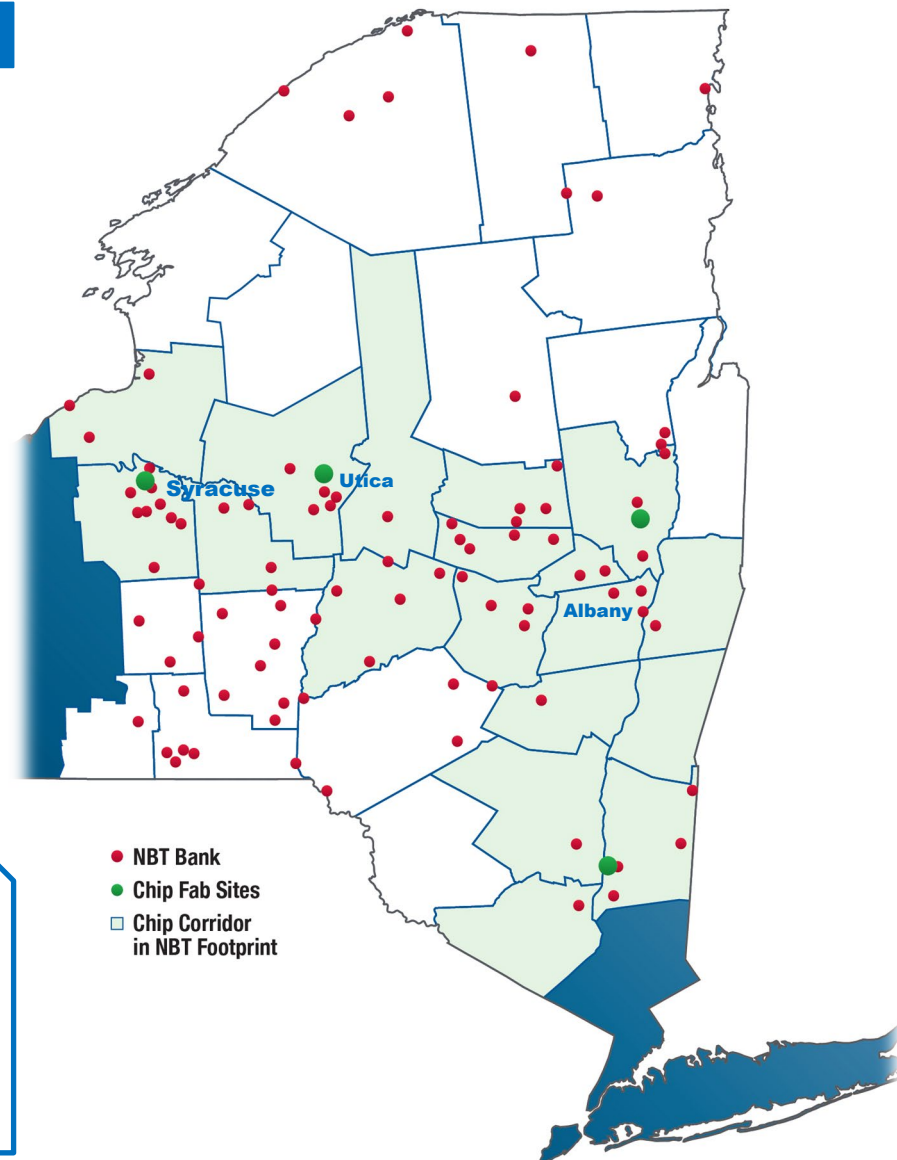 Utica
Syracuse
Albany
NBT Bank
Chip Fab Sites
Chip Corridor
in NBT Footprint